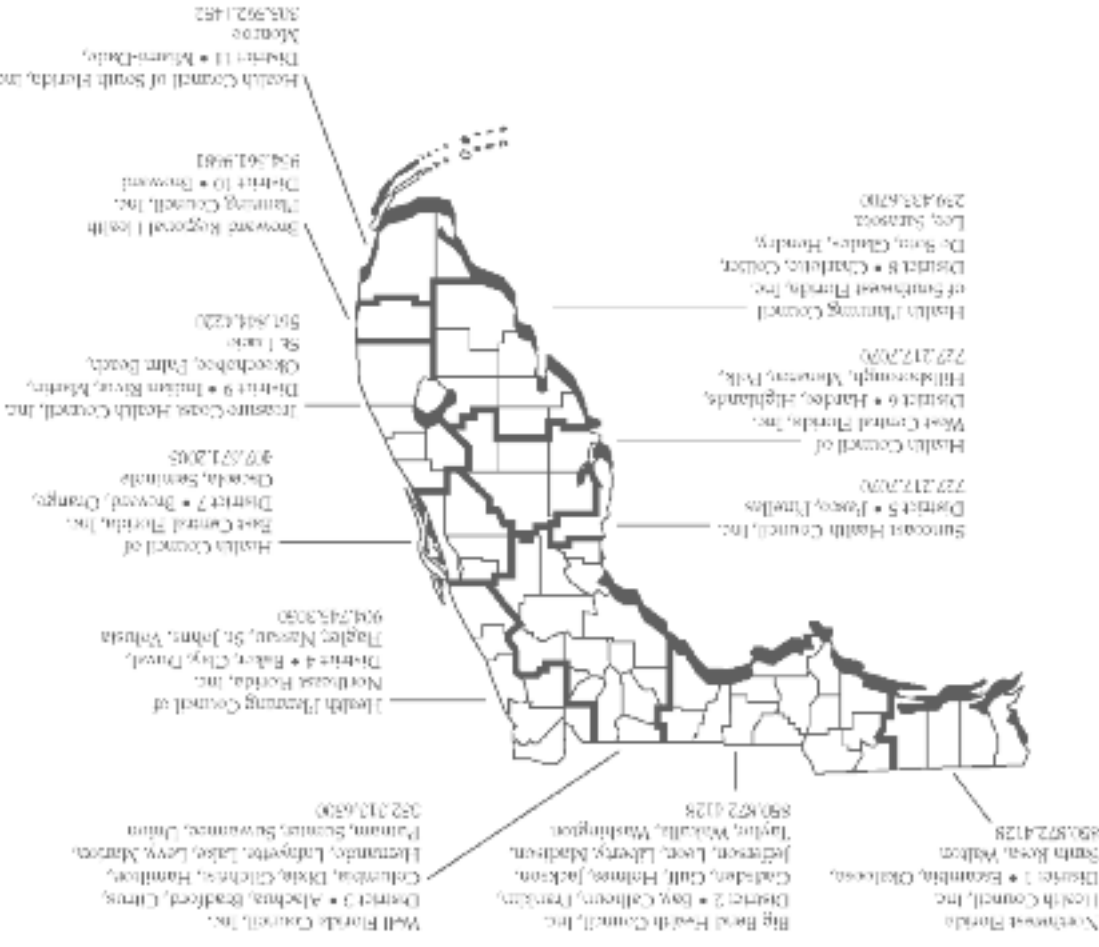 Northwest Florida
Health Council, Inc.
District 1 • Escambia, Okaloosa,
Santa Rosa, Walton
850.872.4128
Big Bend Health Council, Inc.
District 2 • Bay, Calhoun, Franklin,
Gadsden, Gulf, Holmes, Jackson,
Jefferson, Leon, Liberty, Madison,
Taylor, Wakulla, Washington
850.872.4128
Well Florida Council, Inc.
District 3 • Alachua, Bradford, Citrus,
Columbia, Dixie, Gilchrist, Hamilton,
Hernando, Lafayette, Lake, Levy, Marion,
Putnam, Sumter, Suwannee, Union
352.313.6500
Health Planning Council of
Northeast Florida, Inc.
District 4 • Baker, Clay, Duval,
Flagler, Nassau, St. Johns, Volusia
904.745.3050
Suncoast Health Council, Inc.
District 5 • Pasco, Pinellas
727.217.7070
Health Council of
East Central Florida, Inc.
District 7 • Brevard, Orange,
Osceola, Seminole
407.671.2005
Health Council of
West Central Florida, Inc.
District 6 • Hardee, Highlands,
Hillsborough, Manatee, Polk,
727.217.7070
Treasure Coast Health Council, Inc.
District 9 • Indian River, Martin,
Okeechobee, Palm Beach,
St. Lucie
561.844.4220
Health Planning Council
of Southwest Florida, Inc.
District 8 • Charlotte, Collier,
De Soto, Glades, Hendry,
Lee, Sarasota
239.433.6700
Broward Regional Health
Planning Council, Inc.
District 10 • Broward
954.561.9681
Health Council of South Florida, Inc
District 11 • Miami-Dade,
Monroe
305.592.1452